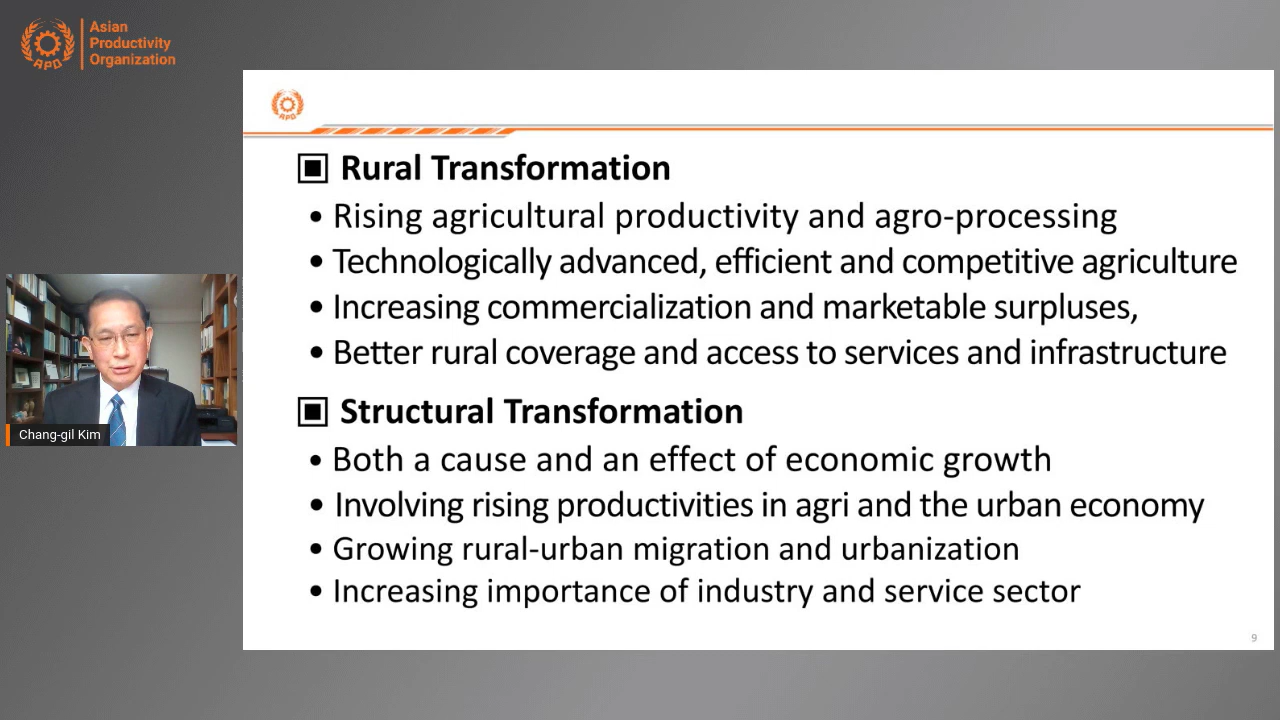 Asian
Productivity
Organization
APO
APO
▣ Rural Transformation
• Rising agricultural productivity and agro-processing
• Technologically advanced, efficient and competitive agriculture
• Increasing commercialization and marketable surpluses,
• Better rural coverage and access to services and infrastructure
▣ Structural Transformation
• Both a cause and an effect of economic growth
• Involving rising productivities in agri and the urban economy
• Growing rural-urban migration and urbanization
• Increasing importance of industry and service sector
9
Chang-gil Kim